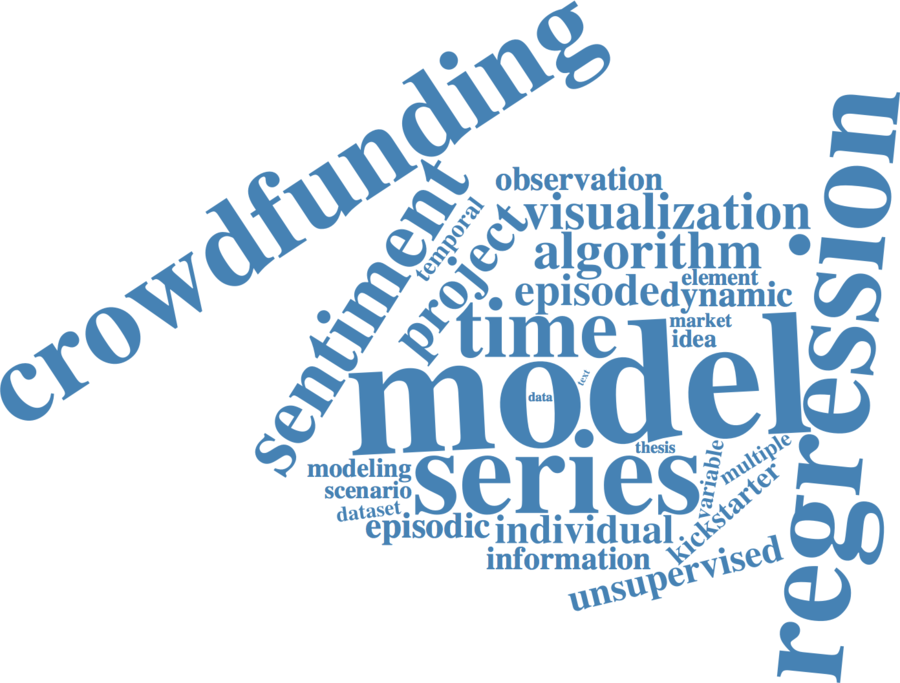 crowdfunding
regression
sentiment
temporal
project
observation
visualization
algorithm
element
episode
dynamic
time
market
idea
model
data
text
thesis
series
modeling
scenario
dataset
episodic
individual
information
variable
multiple
kickstarter
unsupervised